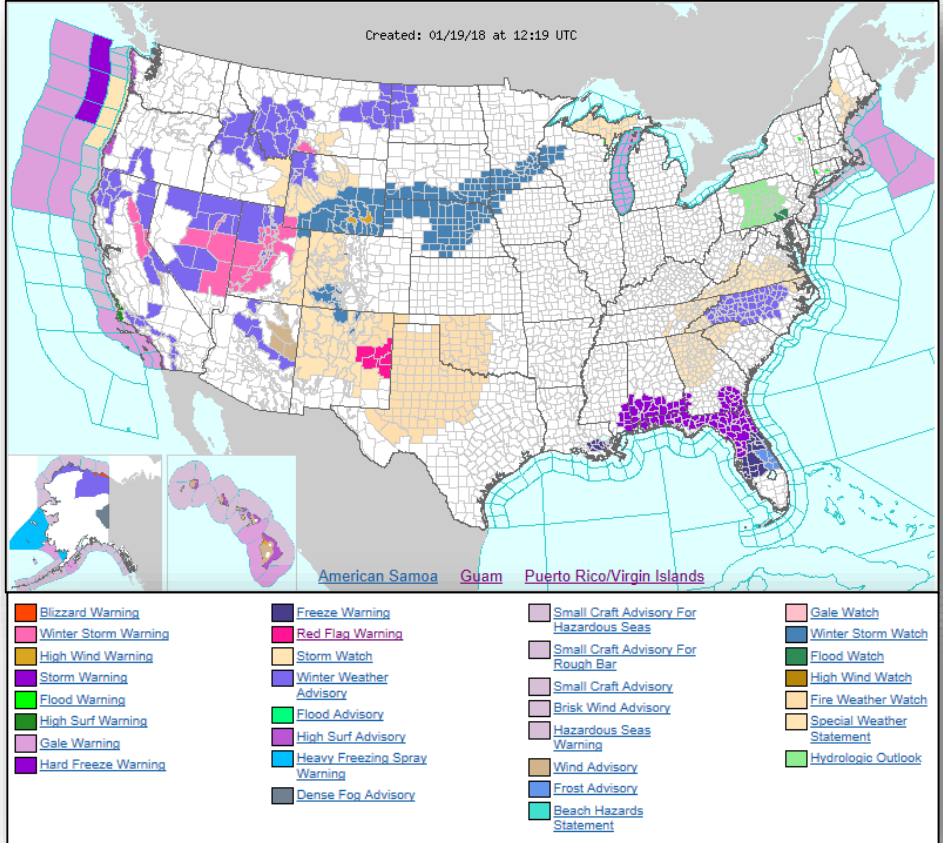 Created: 01/19/18 at 12:19 UTC
American Samoa Guam Puerto Rico/Virgin Islands
Blizzard Warning
Winter Storm Warning
High Wind Warning
Storm Warning
Flood Warning
High Surf Warning
Gale Warning
Hard Freeze Warning
Freeze Warning
Red Flag Warning
Storm Watch
Winter Weather
Advisory
Flood Advisory
High Surf Advisory
Heavy Freezing Spray
Warning
Dense Fog Advisory
Small Craft Advisory For
Hazardous Seas
Small Craft Advisory For
Rough Bar
Small Craft Advisory
Brisk Wind Advisory
Hazardous Seas
Warning
Wind Advisory
Frost Advisory
Beach Hazards
Statement
Gale Watch
Winter Storm Watch
Flood Watch
High Wind Watch
Fire Weather Watch
Special Weather
Statement
Hydrologic Outlook